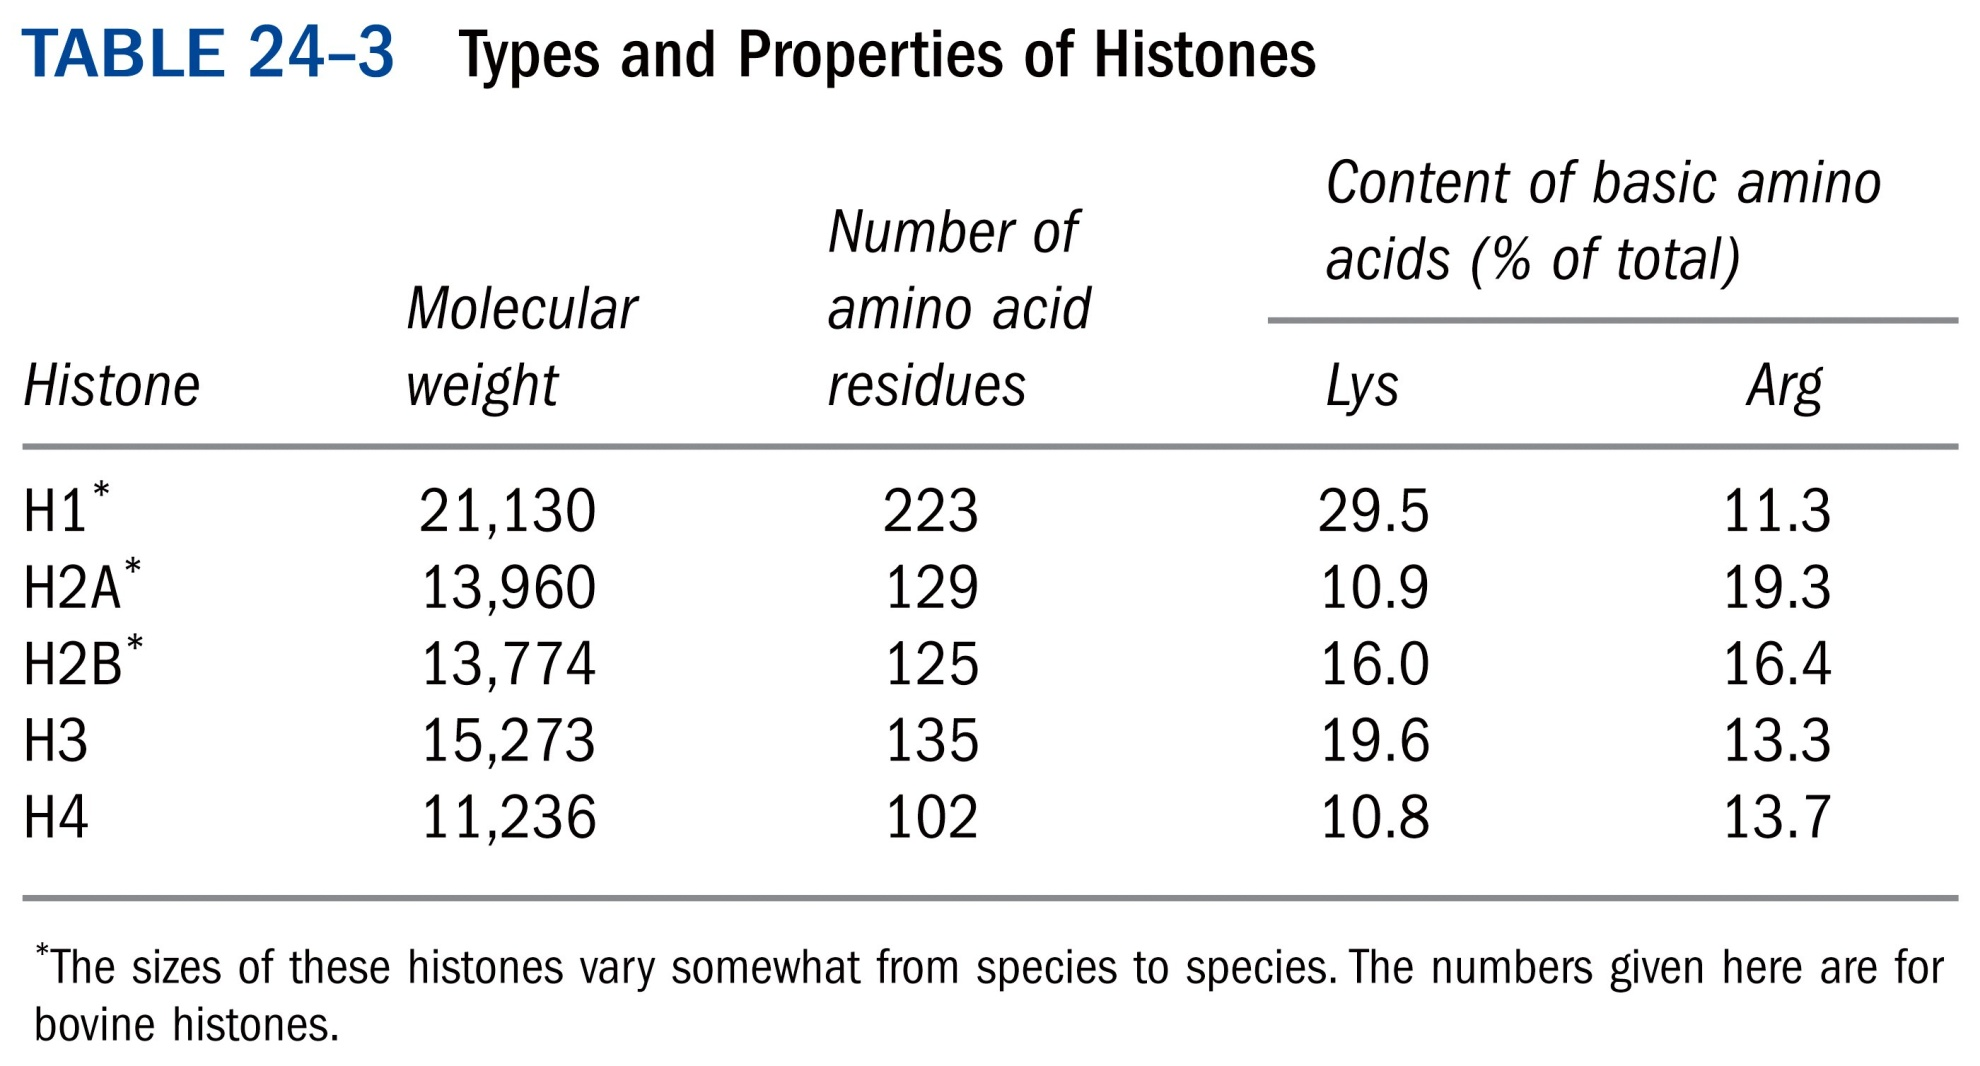 TABLE 24–3 Types and Properties of Histones
Content of basic amino
acids (% of total)
Number of
Molecular amino acid
Histone weight residues Lys Arg
H1* 21,130 223 29.5 11.3
H2A* 13,960 129 10.9 19.3
H2B* 13,774 125 16.0 16.4
H3 15,273 135 19.6 13.3
H4 11,236 102 10.8 13.7
*The sizes of these histones vary somewhat from species to species. The numbers given here are for
bovine histones.